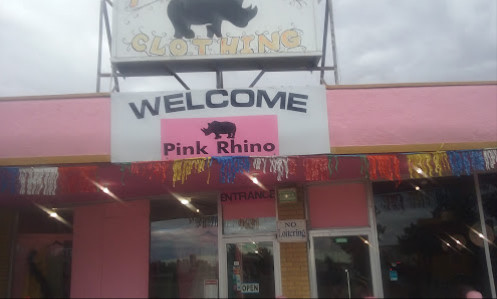 CLOTHING
WELCOME
Pink Rhino
ENTRANCE
NO
Loitering
OPEN